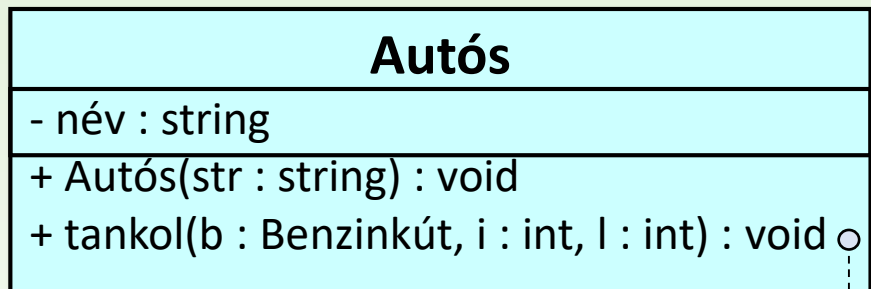 Autós
- név : string
+ Autós(str : string) : void
+ tankol(b : Benzinkút, i : int, l : int) : void